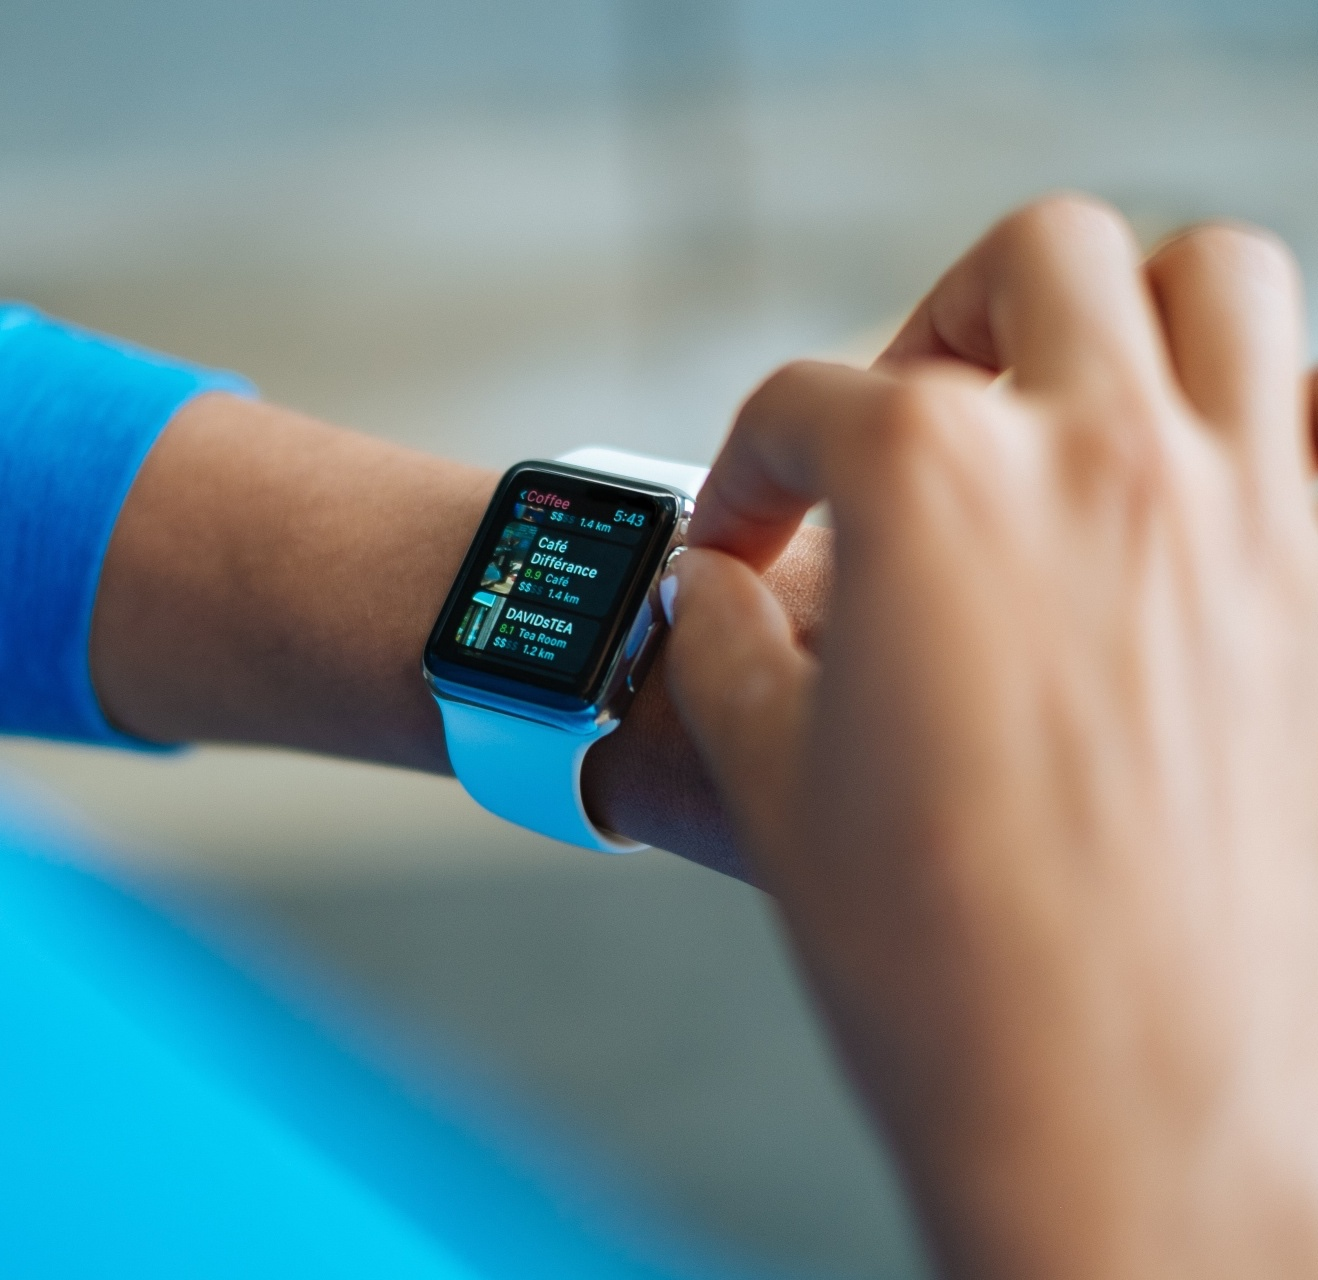 <Coffee
5:43
$$$$ 1.4 km
Café
Différance
8.9 Café
$$$$ 1.4 km
DAVIDsTEA
8.1 Tea Room
$$$$ 1.2 km